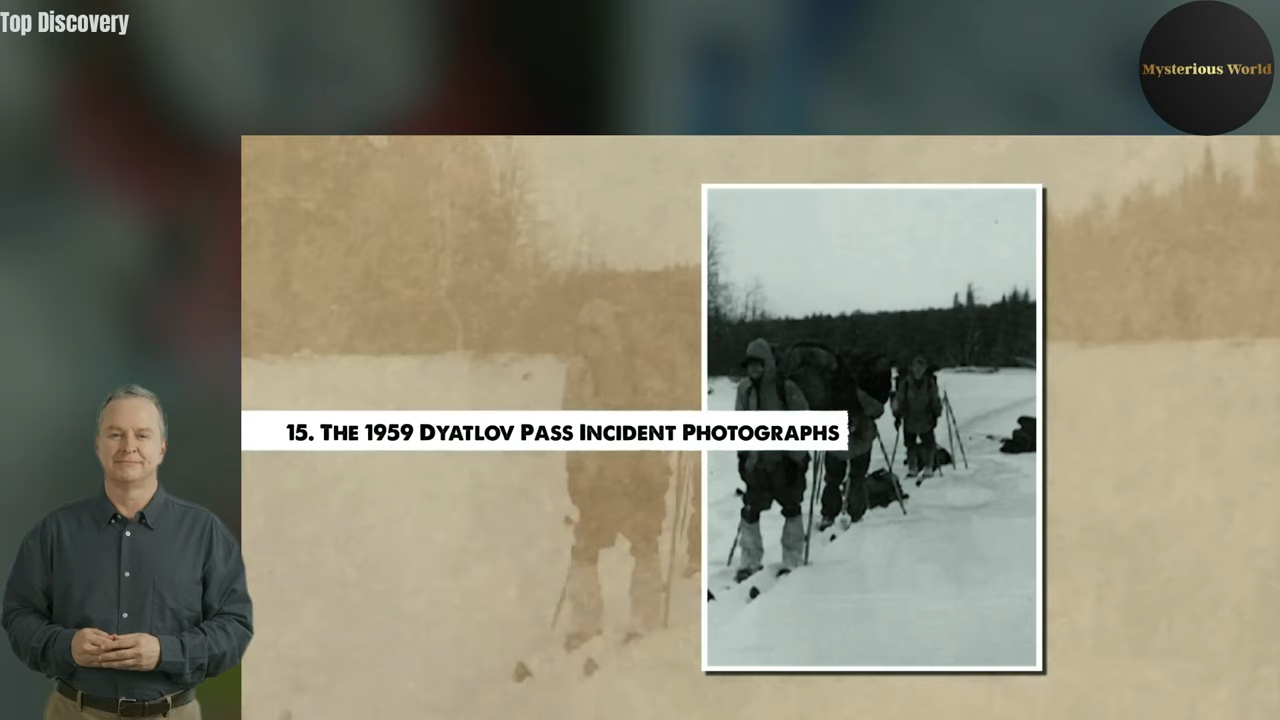 Top Discovery
Mysterious World
15. The 1959 Dyatlov Pass Incident Photographs